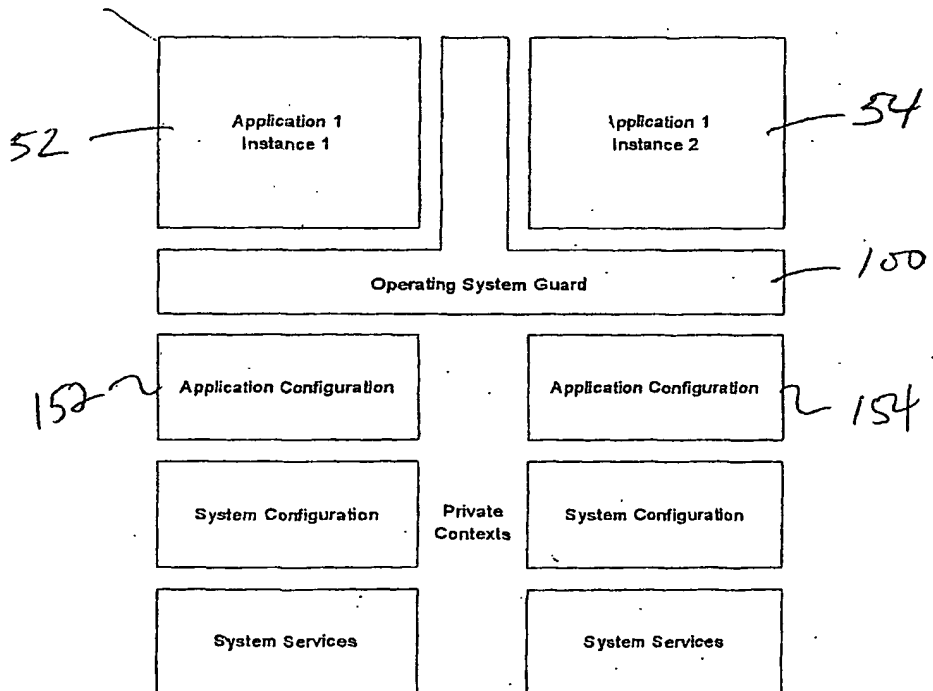 Application 1
Instance 1
\pplication 1
Instance 2
52
54
100
Operating System Guard
Application Configuration
Application Configuration
152
154
System Configuration
Private
Contexts
System Configuration
System Services
System Services